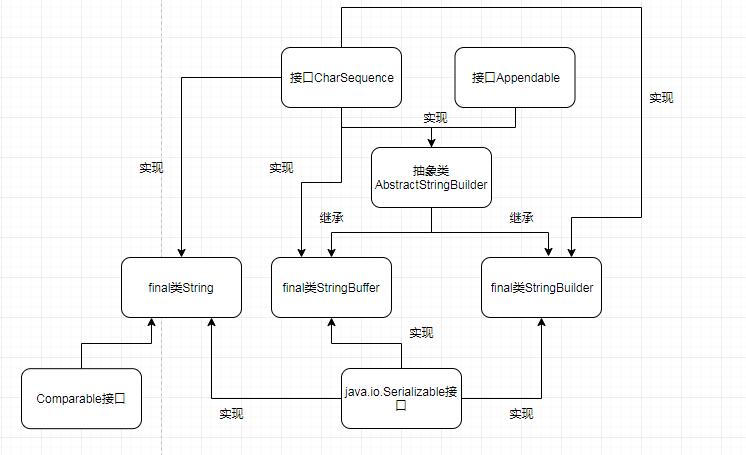 接口CharSequence
接口Appendable
实现
实现
实现
实现
抽象类
AbstractStringBuilder
继承
继承
final类String
final类StringBuffer
final类StringBuilder
实现
Comparable接口
java.io.Serializable接
口
实现
实现